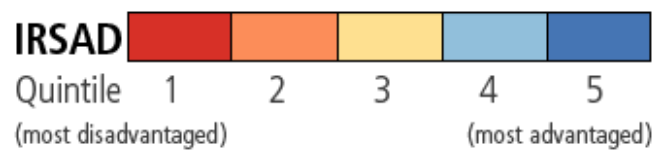 IRSAD
Quintile 1 2 3 4 5
(most disadvantaged) (most advantaged)